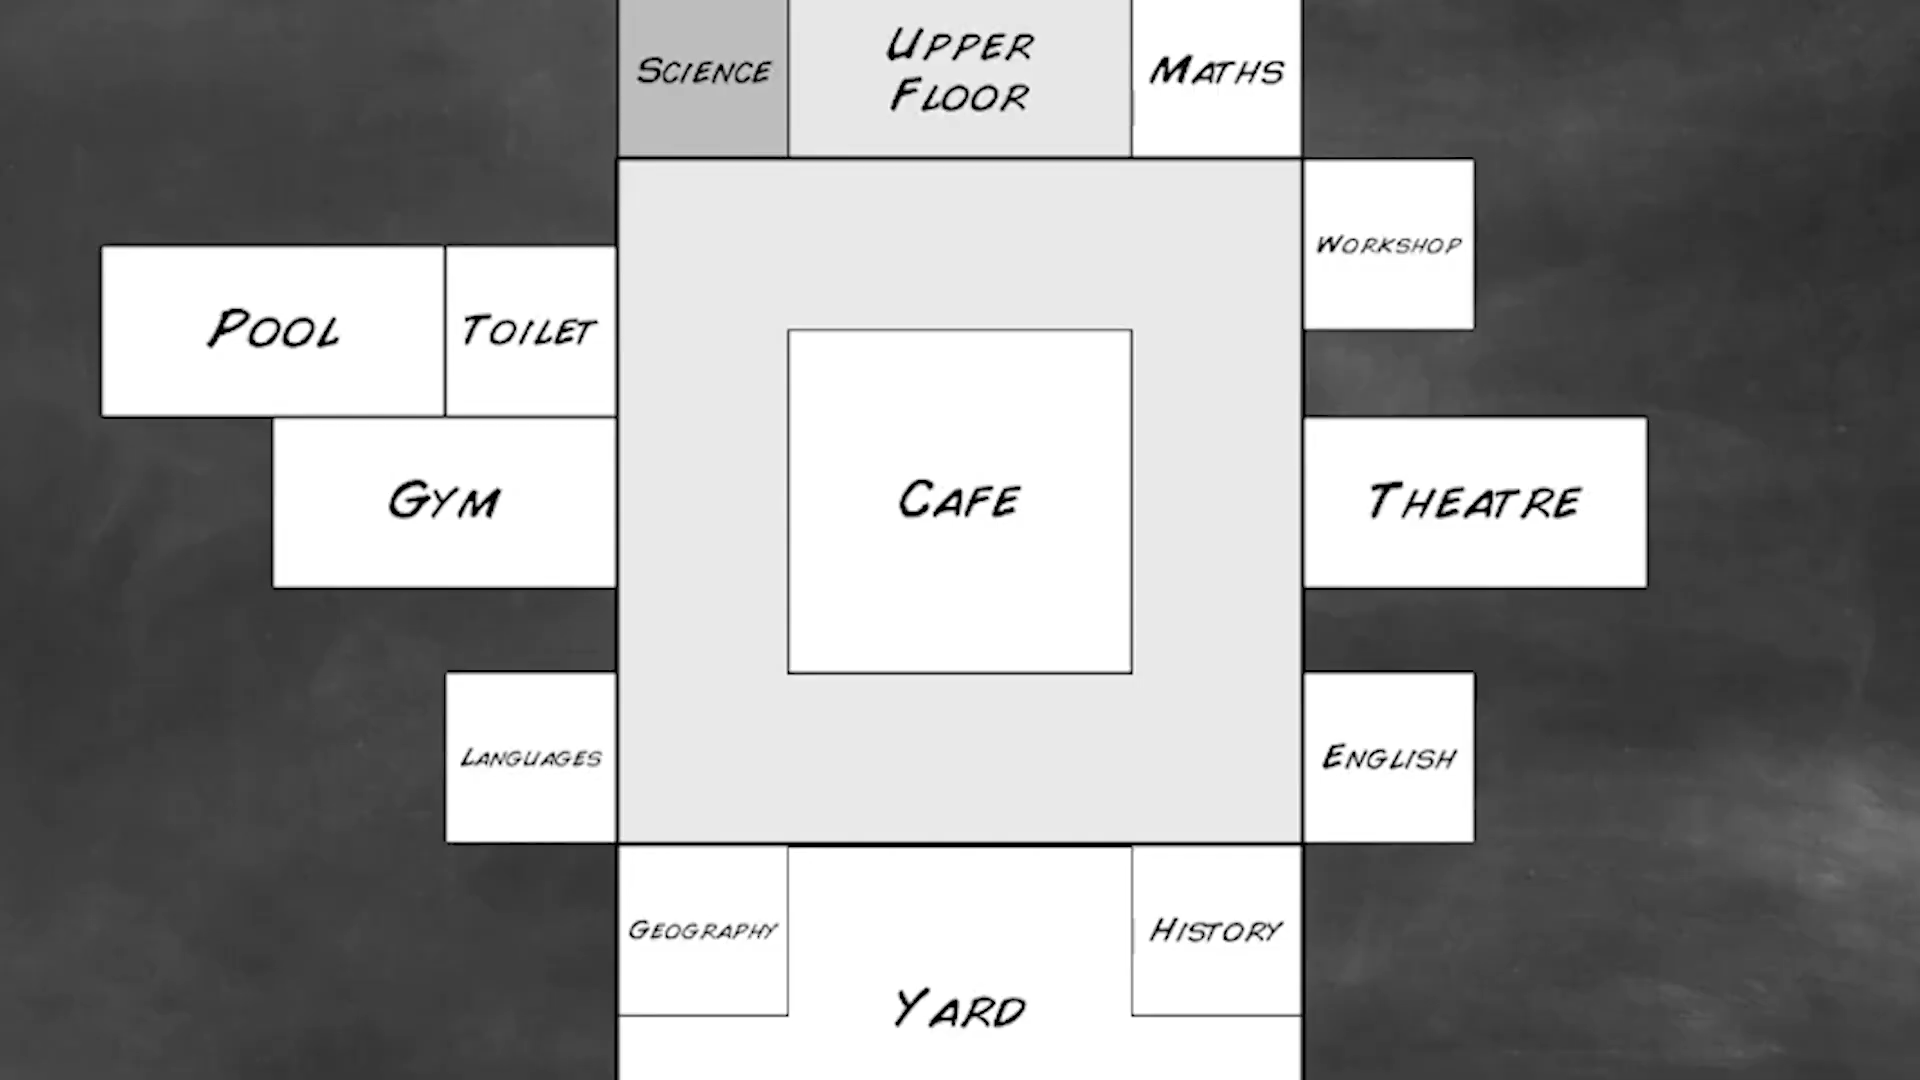 SCIENCE
UPPER
FLOOR
MATHS
WORKSHOP
POOL
TOILET
GYM
CAFE
THEATRE
LANGUAGES
ENGLISH
GEOGRAPHY
HISTORY
YARD